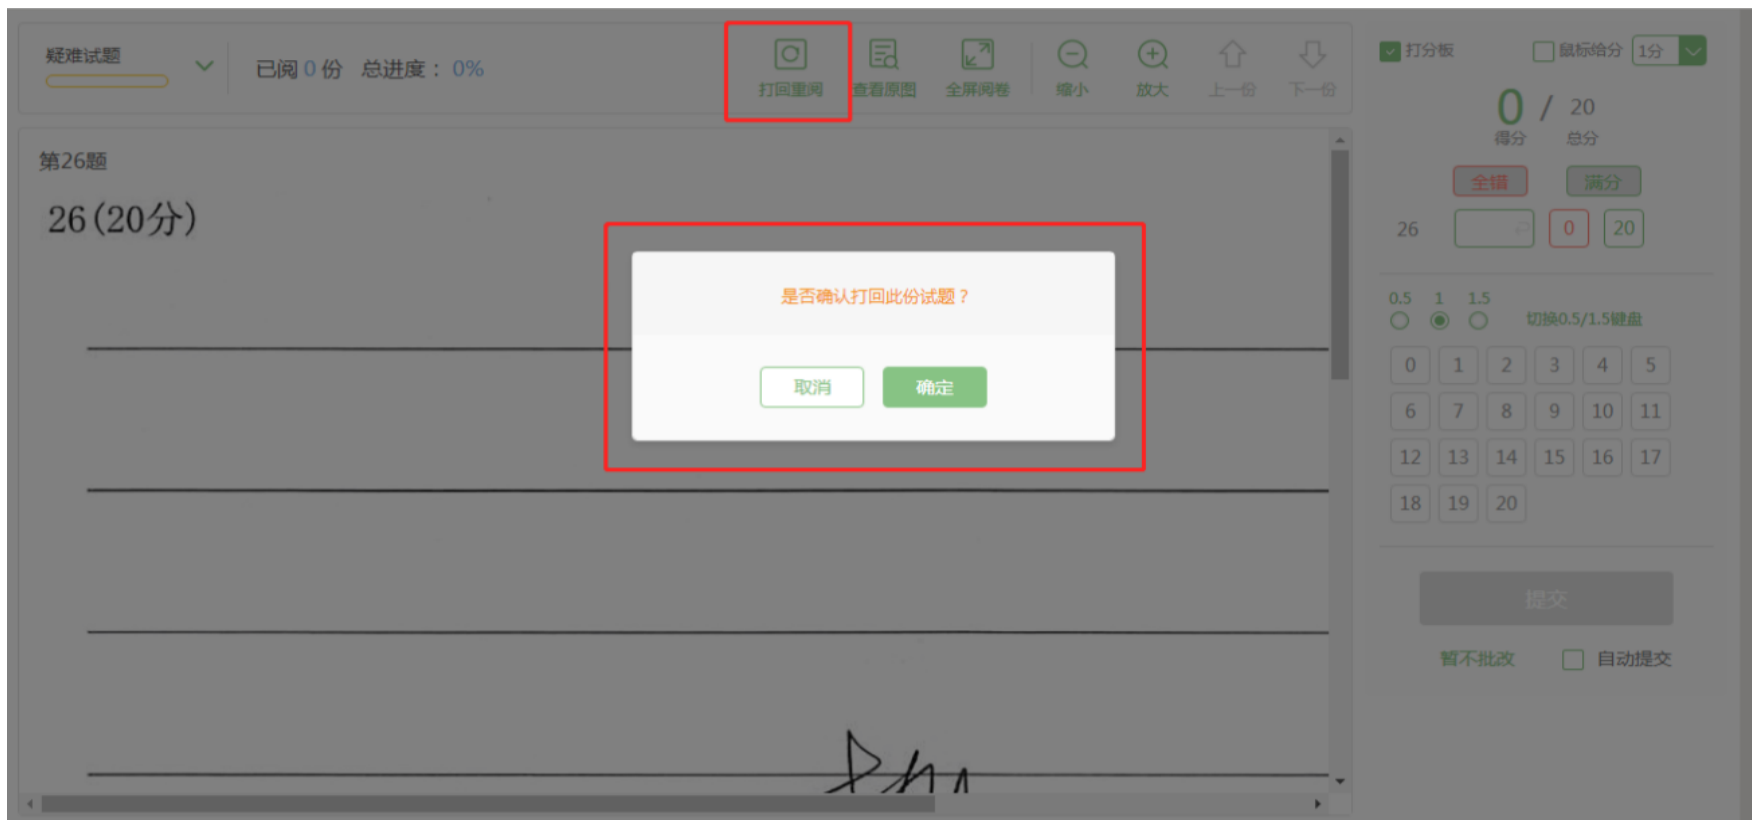 疑难试题
已阅 0 份 总进度： 0%
打回重阅 查看原图 全屏阅卷 缩小 放大 上一份 下一份
打分板 鼠标给分 1分
0 / 20
得分 总分
全错 满分
26 0 20
第26题
26(20分)
是否确认打回此份试题？
取消 确定
0.5 1 1.5
切换0.5/1.5键盘
0 1 2 3 4 5
6 7 8 9 10 11
12 13 14 15 16 17
18 19 20
提交
暂不批改 自动提交